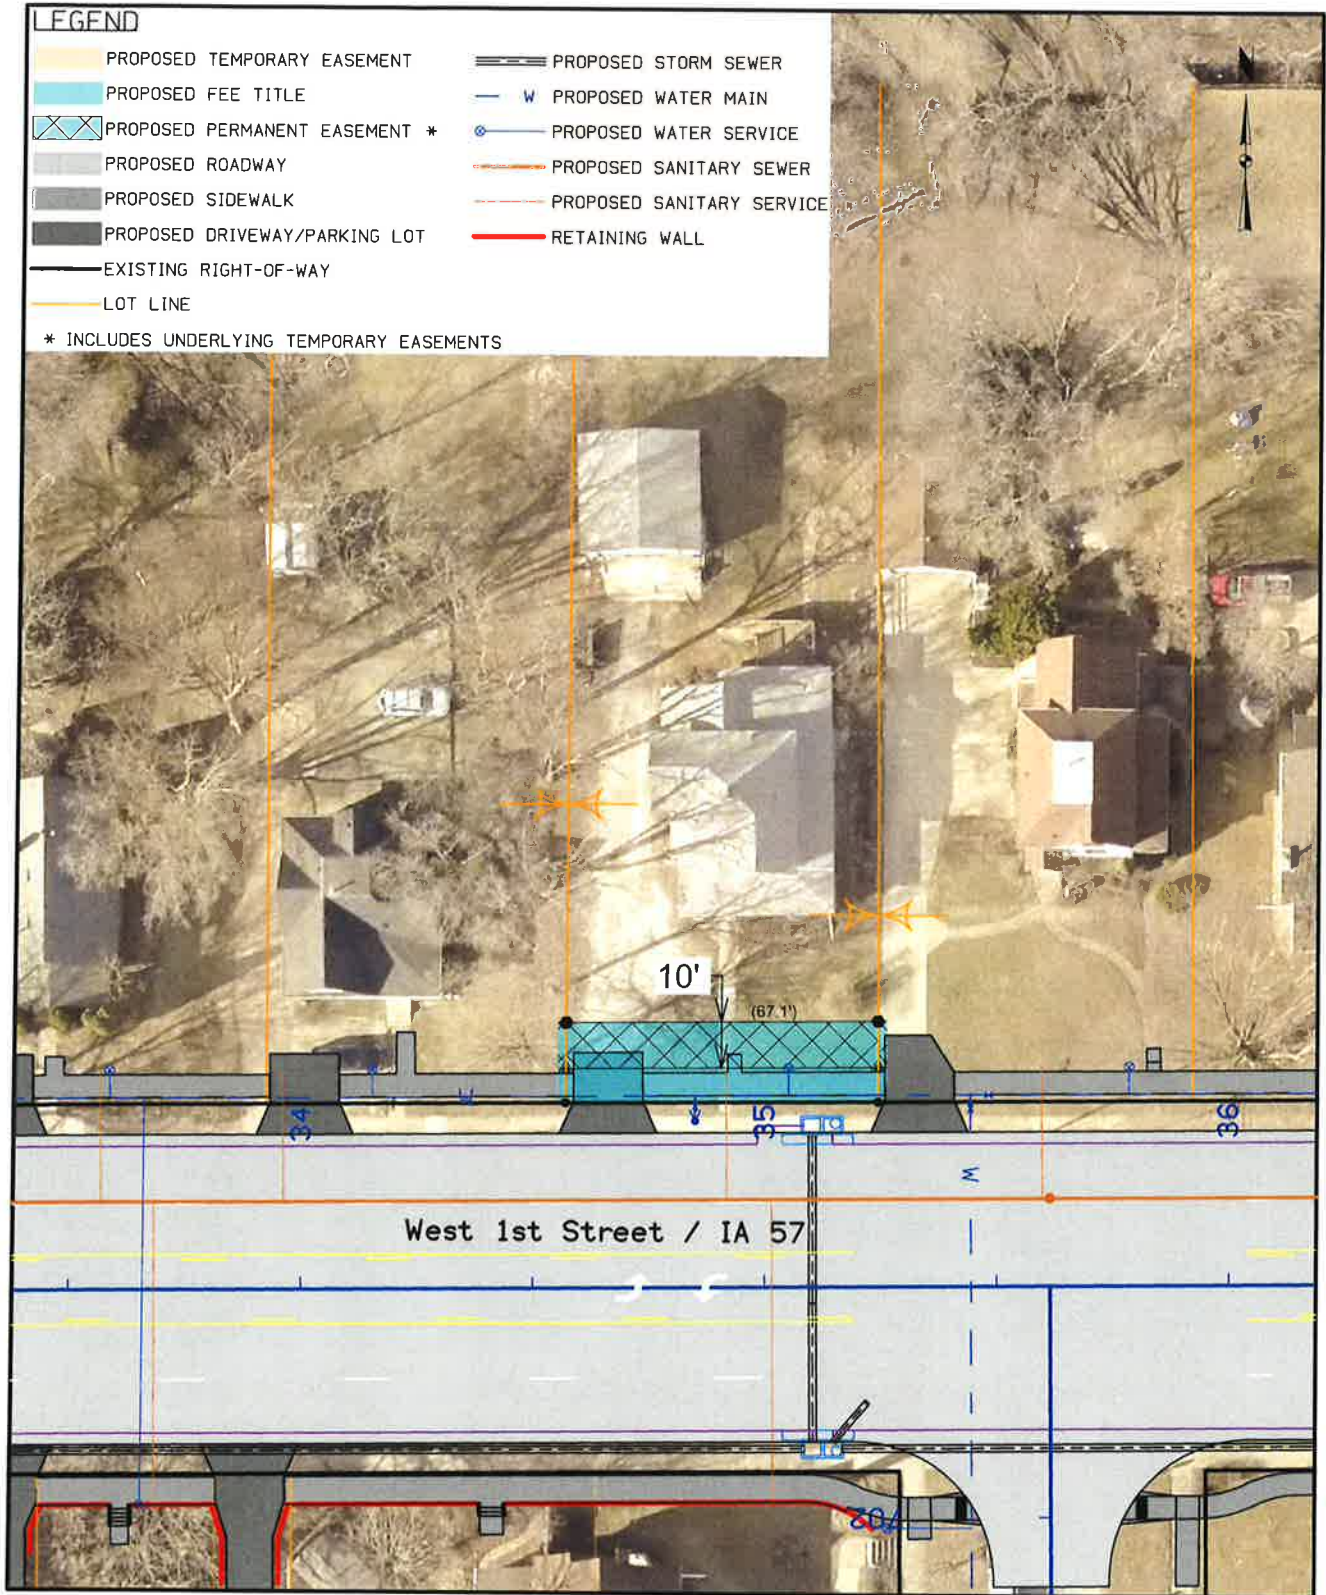 LEGEND
PROPOSED TEMPORARY EASEMENT
PROPOSED FEE TITLE
PROPOSED PERMANENT EASEMENT *
PROPOSED ROADWAY
PROPOSED SIDEWALK
PROPOSED DRIVEWAY/PARKING LOT
EXISTING RIGHT-OF-WAY
LOT LINE
* INCLUDES UNDERLYING TEMPORARY EASEMENTS
PROPOSED STORM SEWER
W PROPOSED WATER MAIN
PROPOSED WATER SERVICE
PROPOSED SANITARY SEWER
PROPOSED SANITARY SERVICE
RETAINING WALL
N
10'
(67.1')
34
35
36
W
West 1st Street / IA 57
702